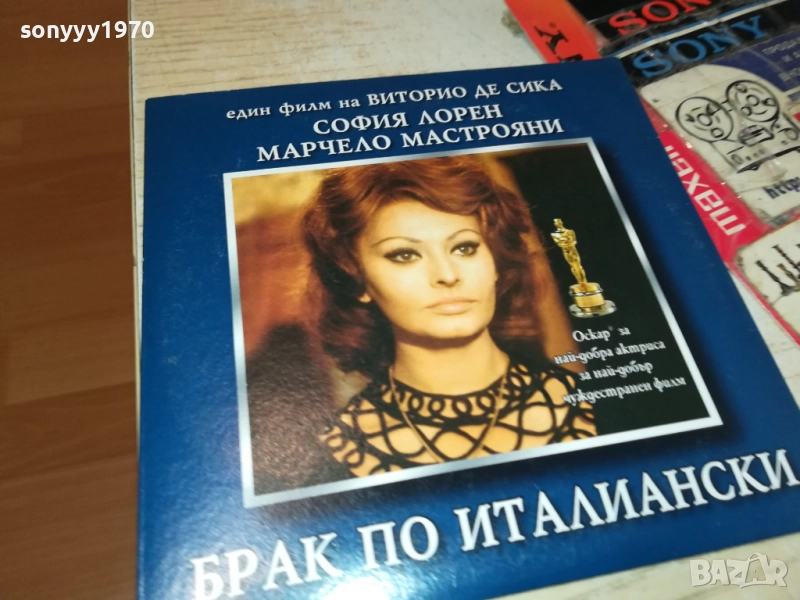 sonyyy1970
SONY
SONY
един филм на ВИТОРИО ДЕ СИКА
СОФИЯ ЛОРЕН
МАРЧЕЛО МАСТРОЯНИ
Оскар® за
най-добра актриса
за най-добър
чуждестранен филм
БРАК ПО ИТАЛИАНСКИ
maxell
BAZAR